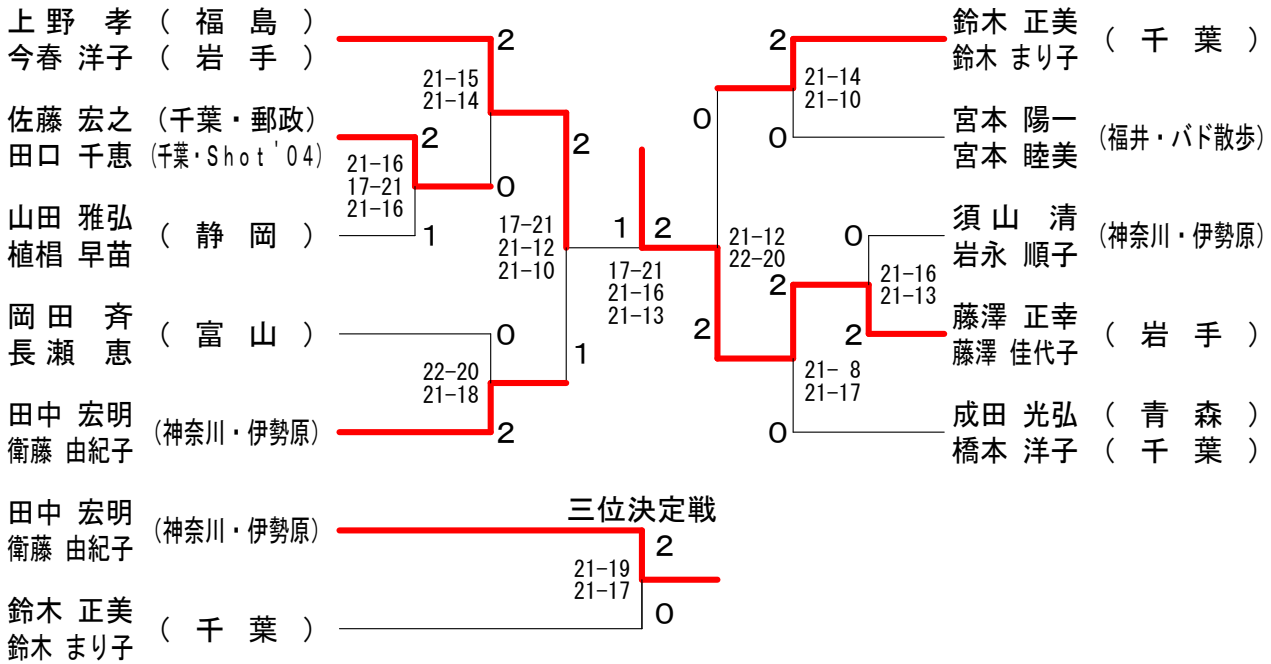 上野 孝 ( 福 島 )
今春 洋子 ( 岩 手 )
2
21-15
21-14
佐藤 宏之 (千葉・郵政)
田口 千恵 (千葉・Shot'04)
2
21-16
17-21
21-16
0
山田 雅弘
植椙 早苗
( 静 岡 )
1
2
17-21
21-12
21-10
岡田 斉
長瀬 恵
( 富 山 )
0
22-20
21-18
1
田中 宏明
衛藤 由紀子
(神奈川・伊勢原)
2
1
2
17-21
21-16
21-13
鈴木 正美
鈴木 まり子
( 千 葉 )
2
21-14
21-10
0
0
宮本 陽一
宮本 睦美
(福井・バド散歩)
須山 清
岩永 順子
(神奈川・伊勢原)
0
21-16
21-13
21-12
22-20
2
2
2
藤澤 正幸
藤澤 佳代子
( 岩 手 )
21- 8
21-17
0
成田 光弘 ( 青 森 )
橋本 洋子 ( 千 葉 )
三位決定戦
田中 宏明
衛藤 由紀子
(神奈川・伊勢原)
2
21-19
21-17
0
鈴木 正美
鈴木 まり子
( 千 葉 )